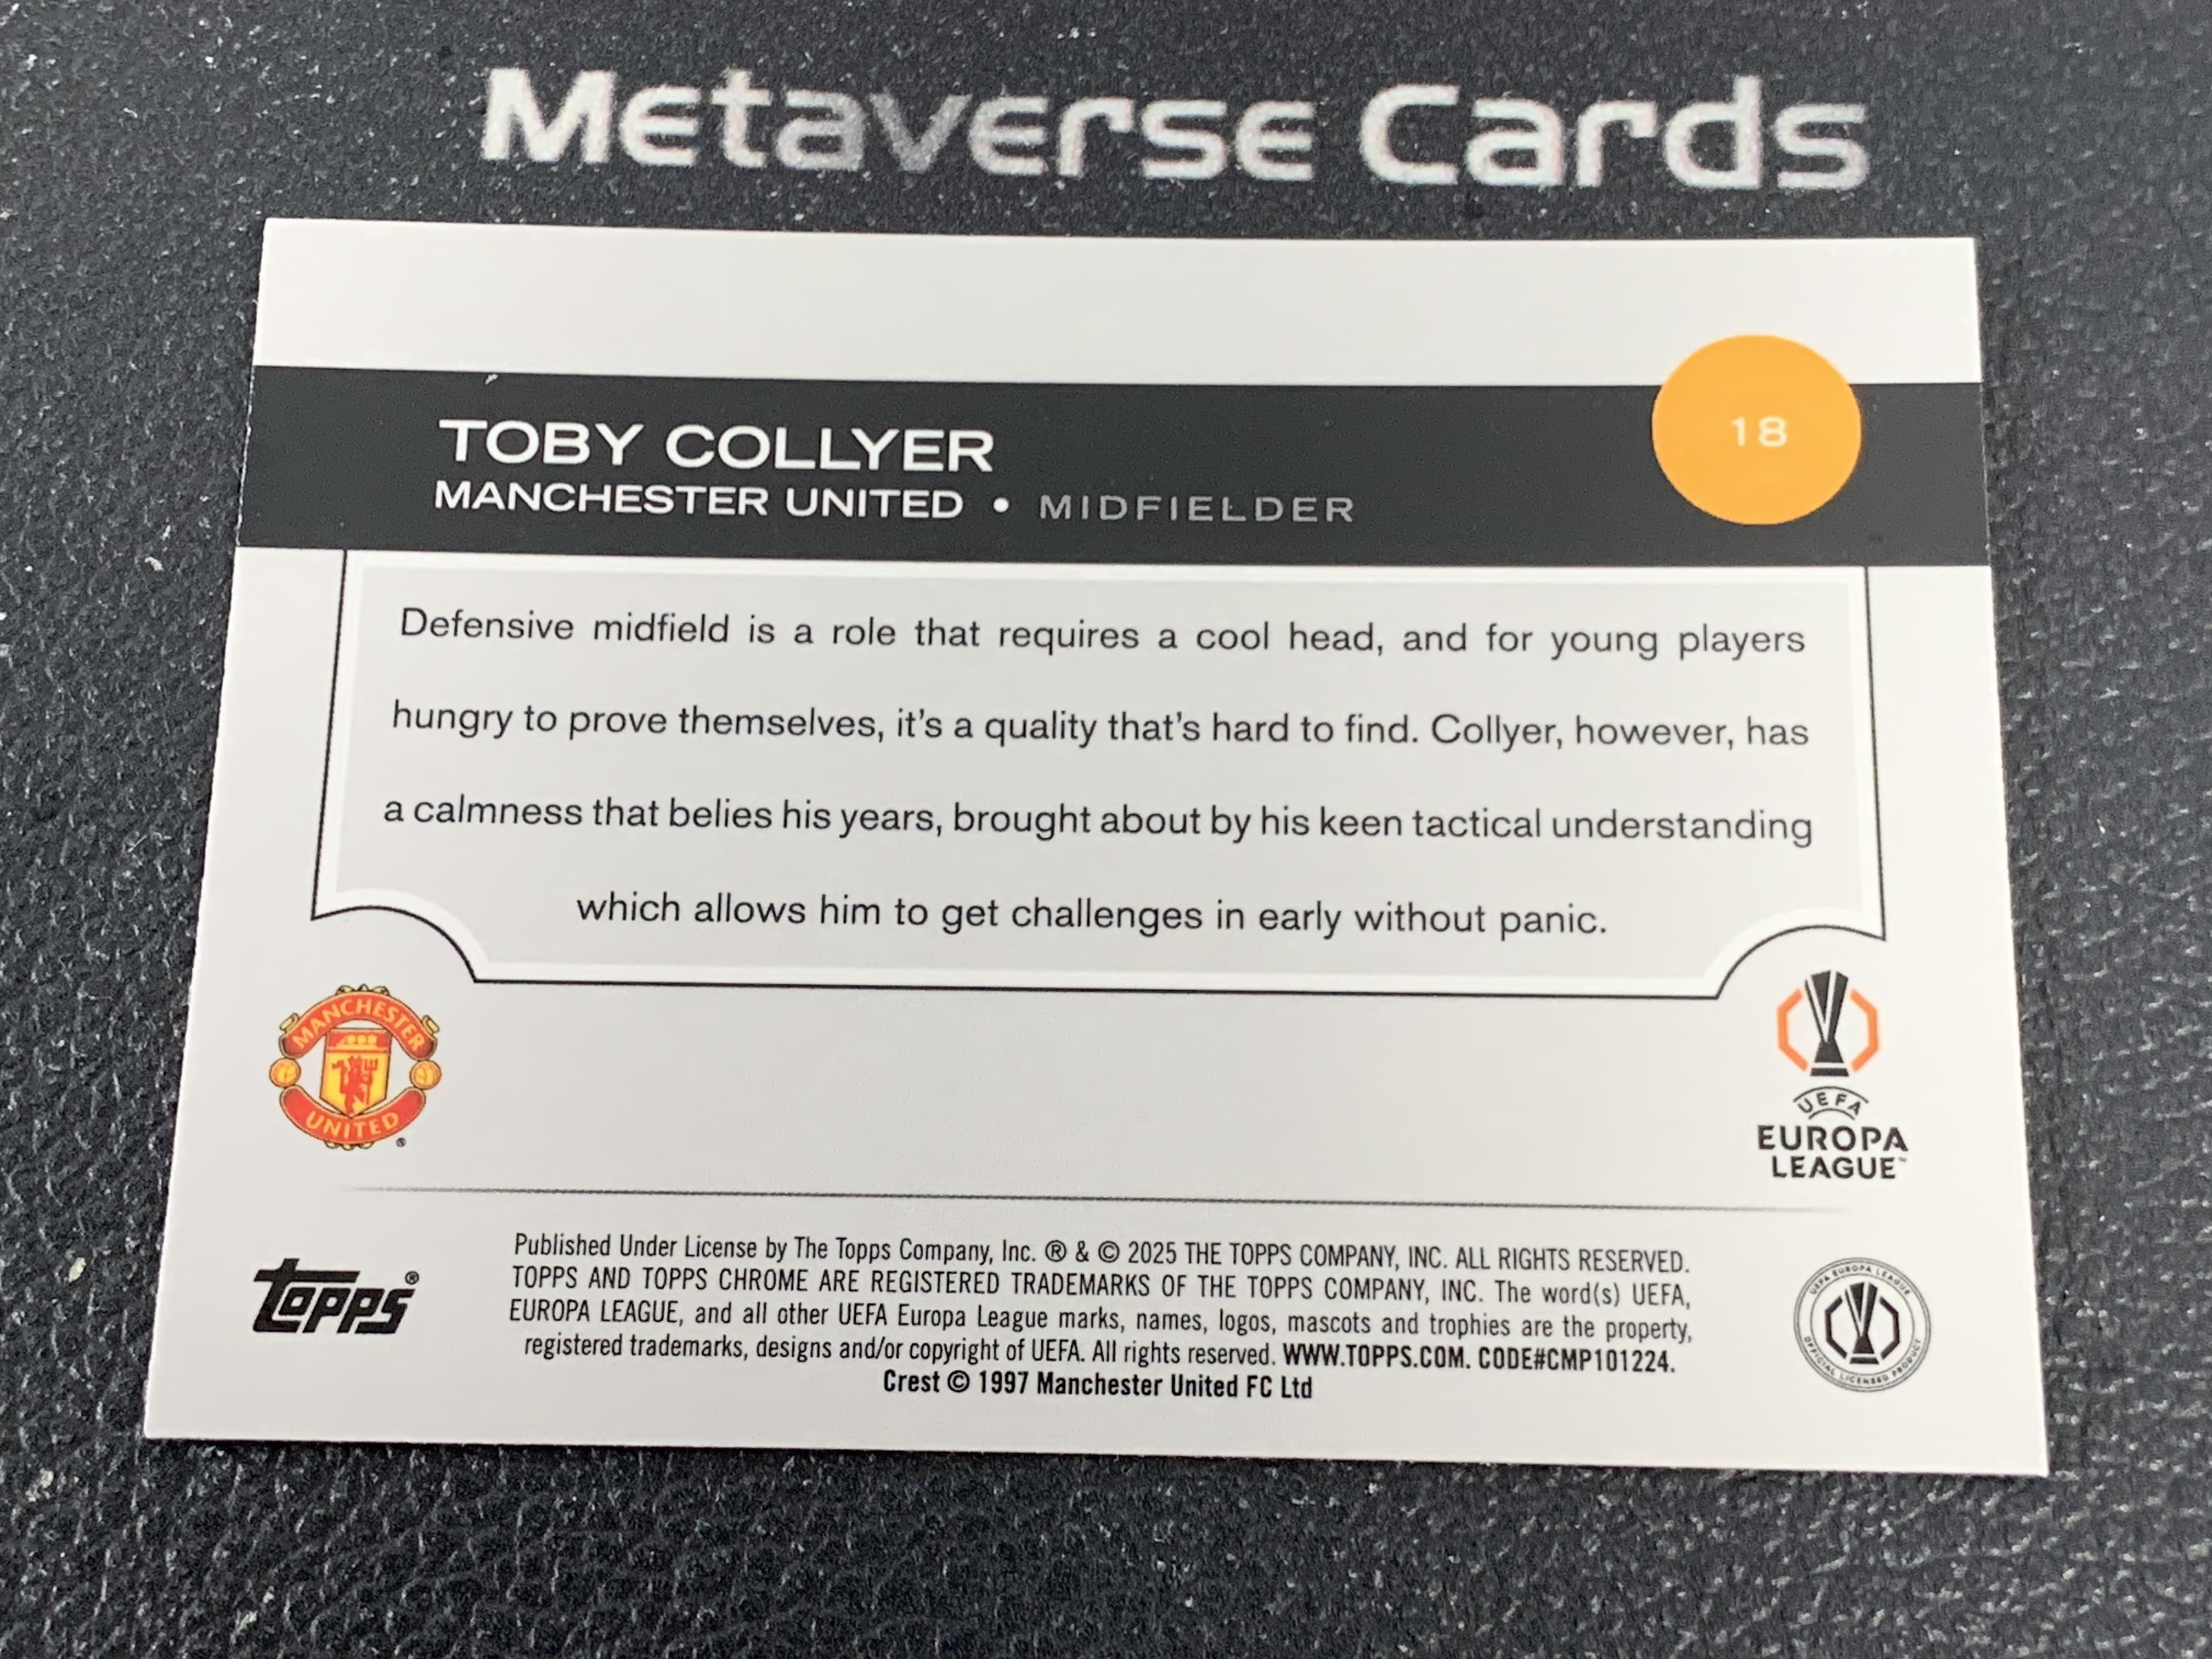 Metaverse Cards
18
TOBY COLLYER
MANCHESTER UNITED • MIDFIELDER
Defensive midfield is a role that requires a cool head, and for young players
hungry to prove themselves, it's a quality that's hard to find. Collyer, however, has
a calmness that belies his years, brought about by his keen tactical understanding
which allows him to get challenges in early without panic.
MANCHESTER
UNITED
®
UEFA
EUROPA
LEAGUE™
topps®
Published Under License by The Topps Company, Inc. ® & © 2025 THE TOPPS COMPANY, INC. ALL RIGHTS RESERVED.
TOPPS AND TOPPS CHROME ARE REGISTERED TRADEMARKS OF THE TOPPS COMPANY, INC. The word(s) UEFA,
EUROPA LEAGUE, and all other UEFA Europa League marks, names, logos, mascots and trophies are the property,
registered trademarks, designs and/or copyright of UEFA. All rights reserved. WWW.TOPPS.COM. CODE#CMP101224.
Crest © 1997 Manchester United FC Ltd
UEFA EUROPA LEAGUE
OFFICIAL LICENSED PRODUCT